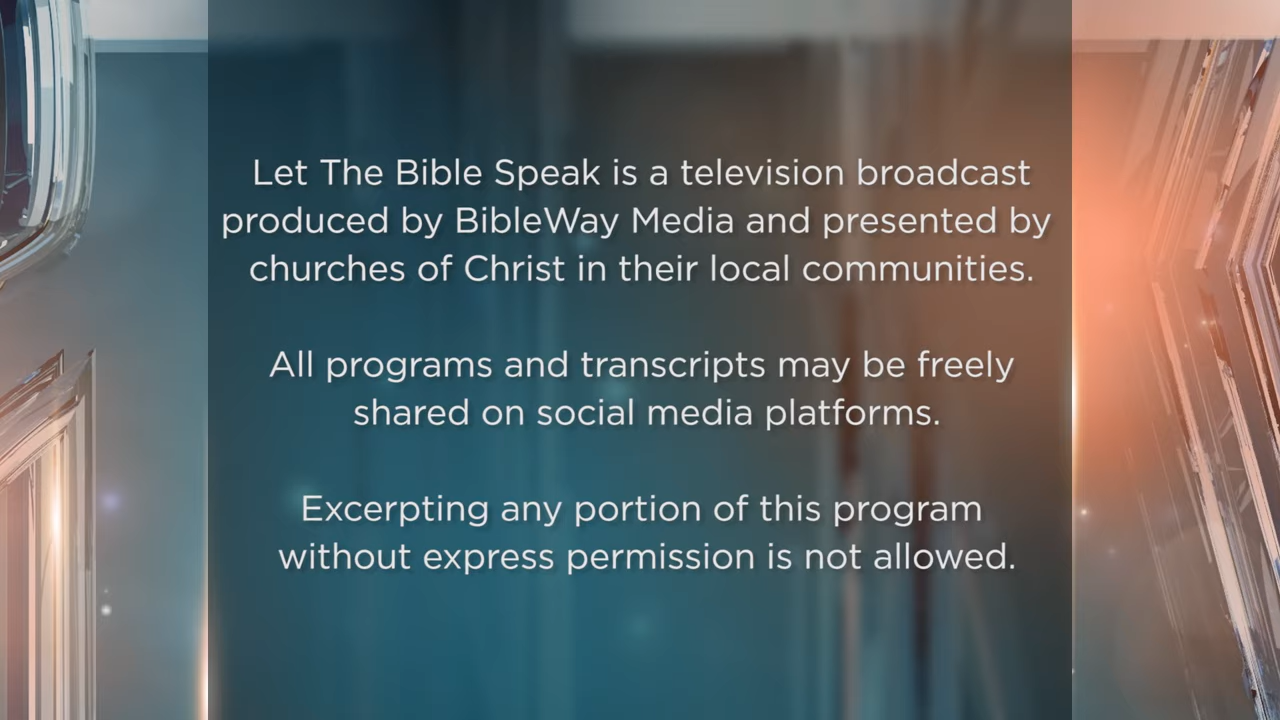 Let The Bible Speak is a television broadcast
produced by BibleWay Media and presented by
churches of Christ in their local communities.
All programs and transcripts may be freely
shared on social media platforms.
Excerpting any portion of this program
without express permission is not allowed.